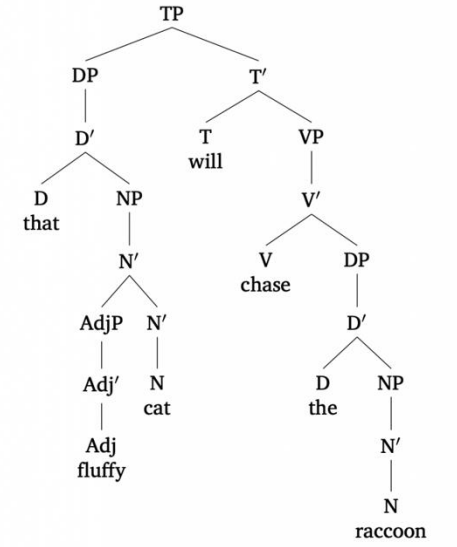 TP
DP T′
D′ T VP
will
D NP V′
that
N′ V DP
chase
AdjP N′ D′
Adj′ N D NP
cat the
Adj N′
fluffy
N
raccoon